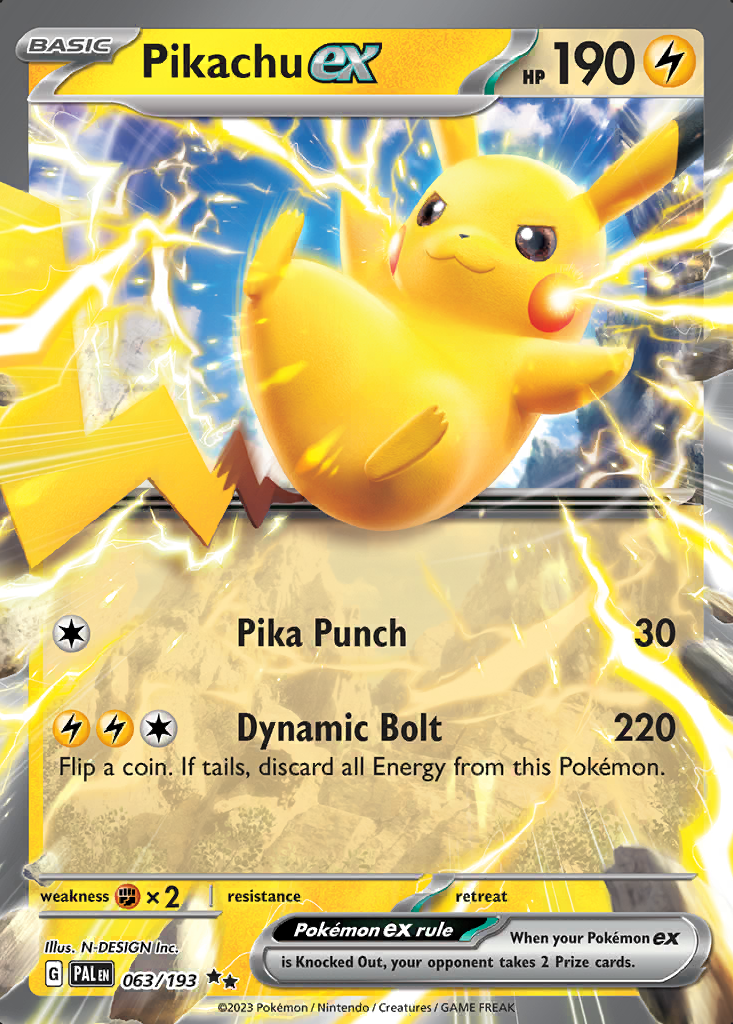 BASIC
Pikachu ex
HP 190
Pika Punch 30
Dynamic Bolt 220
Flip a coin. If tails, discard all Energy from this Pokémon.
weakness ×2 resistance retreat
Pokémon ex rule When your Pokémon ex
is Knocked Out, your opponent takes 2 Prize cards.
Illus. N-DESIGN Inc.
G PAL EN 063/193
©2023 Pokémon / Nintendo / Creatures / GAME FREAK